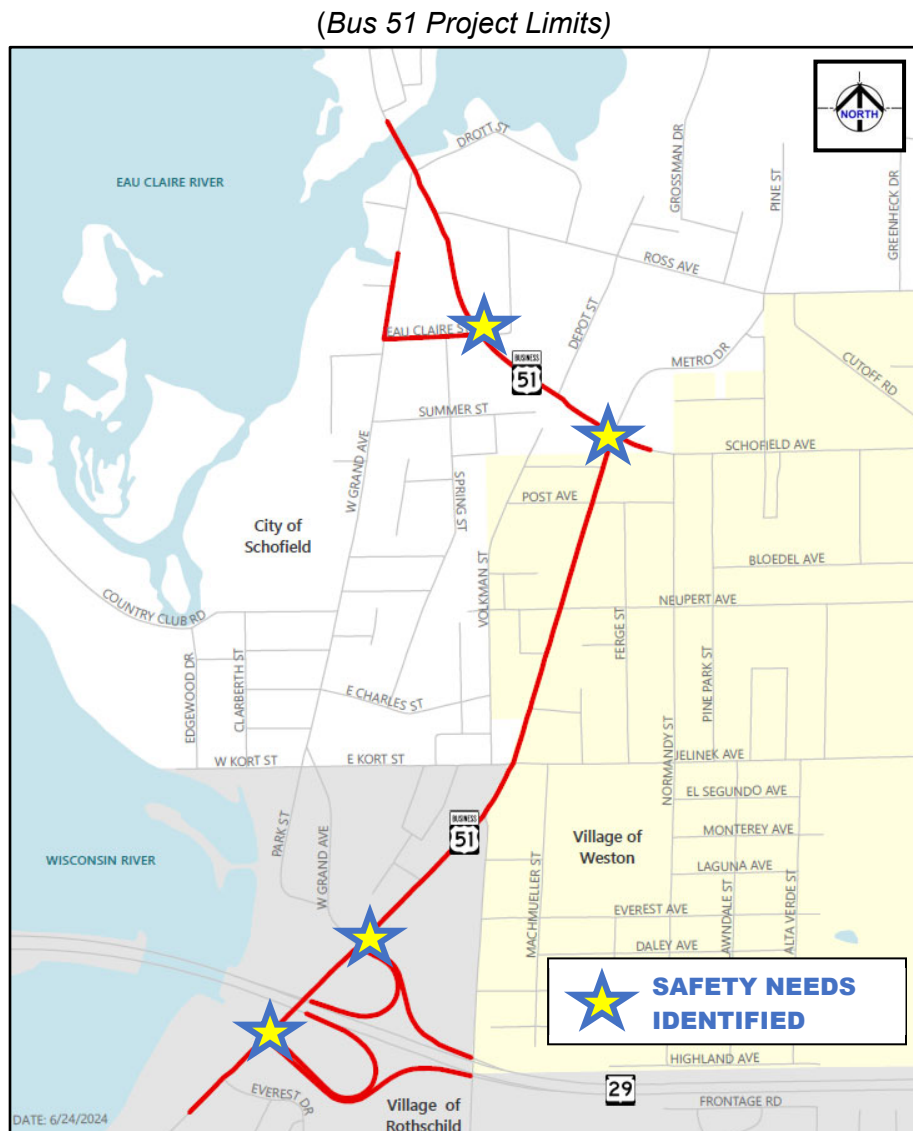 (Bus 51 Project Limits)
NORTH
DROTT ST
GROSSMAN DR
PINE ST
GREENHECK DR
EAU CLAIRE RIVER
ROSS AVE
DEPOT ST
EAU CLAIRE ST
METRO DR
CUTOFF RD
BUSINESS
51
SUMMER ST
SCHOFIELD AVE
W GRAND AVE
SPRING ST
POST AVE
City of
Schofield
VOLKMAN ST
BLOEDEL AVE
COUNTRY CLUB RD
NEUPERT AVE
FERGE ST
PINE PARK ST
EDGEWOOD DR
CLARBERTH ST
E CHARLES ST
NORMANDY ST
W KORT ST
E KORT ST
JELINEK AVE
EL SEGUNDO AVE
BUSINESS
51
PARK ST
W GRAND AVE
Village of
Weston
MONTEREY AVE
WISCONSIN RIVER
LAGUNA AVE
MACHMUELLER ST
AWNDALE ST
ALTA VERDE ST
EVEREST AVE
DALEY AVE
SAFETY NEEDS
IDENTIFIED
HIGHLAND AVE
EVEREST DR
29
FRONTAGE RD
Village of
Rothschild
DATE: 6/24/2024